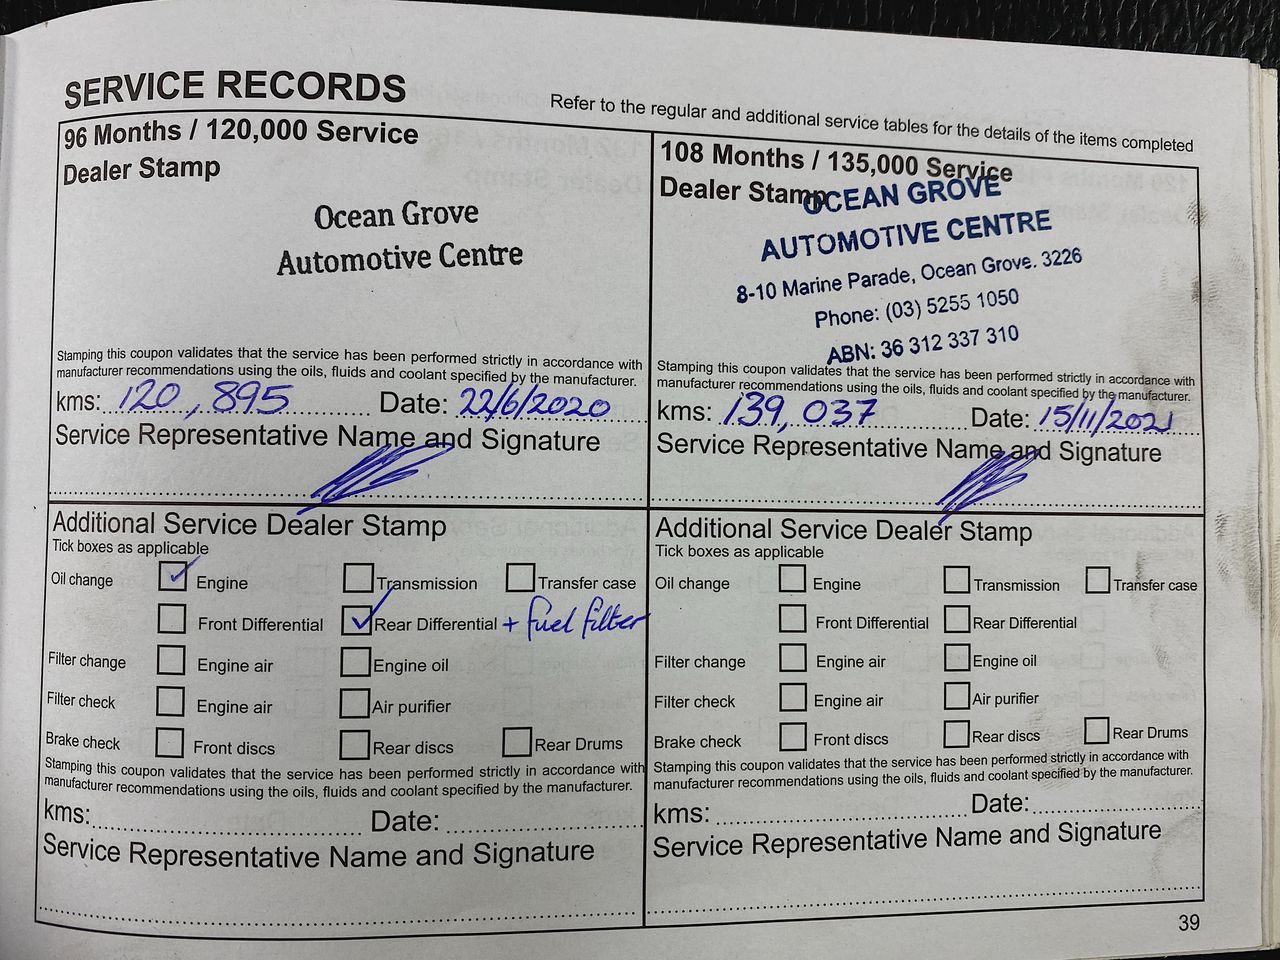 SERVICE RECORDS
Refer to the regular and additional service tables for the details of the items completed
96 Months / 120,000 Service
Dealer Stamp
Ocean Grove
Automotive Centre
Stamping this coupon validates that the service has been performed strictly in accordance with
manufacturer recommendations using the oils, fluids and coolant specified by the manufacturer.
kms: 120,895 Date: 22/6/2020
Service Representative Name and Signature
108 Months / 135,000 Service
Dealer Stamp
OCEAN GROVE
AUTOMOTIVE CENTRE
8-10 Marine Parade, Ocean Grove. 3226
Phone: (03) 5255 1050
ABN: 36 312 337 310
Stamping this coupon validates that the service has been performed strictly in accordance with
manufacturer recommendations using the oils, fluids and coolant specified by the manufacturer.
kms: 139,037 Date: 15/11/2021
Service Representative Name and Signature
Additional Service Dealer Stamp
Tick boxes as applicable
Oil change Engine Transmission Transfer case
Front Differential Rear Differential + fuel filter
Filter change Engine air Engine oil
Filter check Engine air Air purifier
Brake check Front discs Rear discs Rear Drums
Stamping this coupon validates that the service has been performed strictly in accordance with
manufacturer recommendations using the oils, fluids and coolant specified by the manufacturer.
kms: Date:
Service Representative Name and Signature
Additional Service Dealer Stamp
Tick boxes as applicable
Oil change Engine Transmission Transfer case
Front Differential Rear Differential
Filter change Engine air Engine oil
Filter check Engine air Air purifier
Brake check Front discs Rear discs Rear Drums
Stamping this coupon validates that the service has been performed strictly in accordance with
manufacturer recommendations using the oils, fluids and coolant specified by the manufacturer.
kms: Date:
Service Representative Name and Signature
39